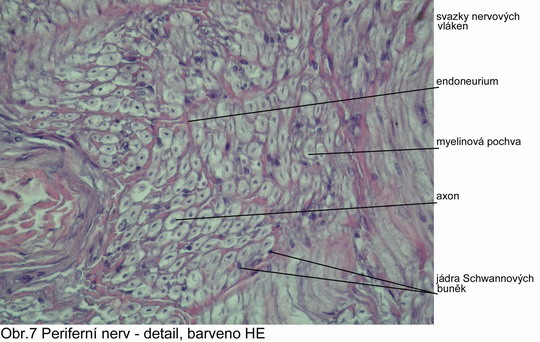 svazky nervových
vláken
endoneurium
myelinová pochva
axon
jádra Schwannových
buněk
Obr.7 Periferní nerv - detail, barveno HE